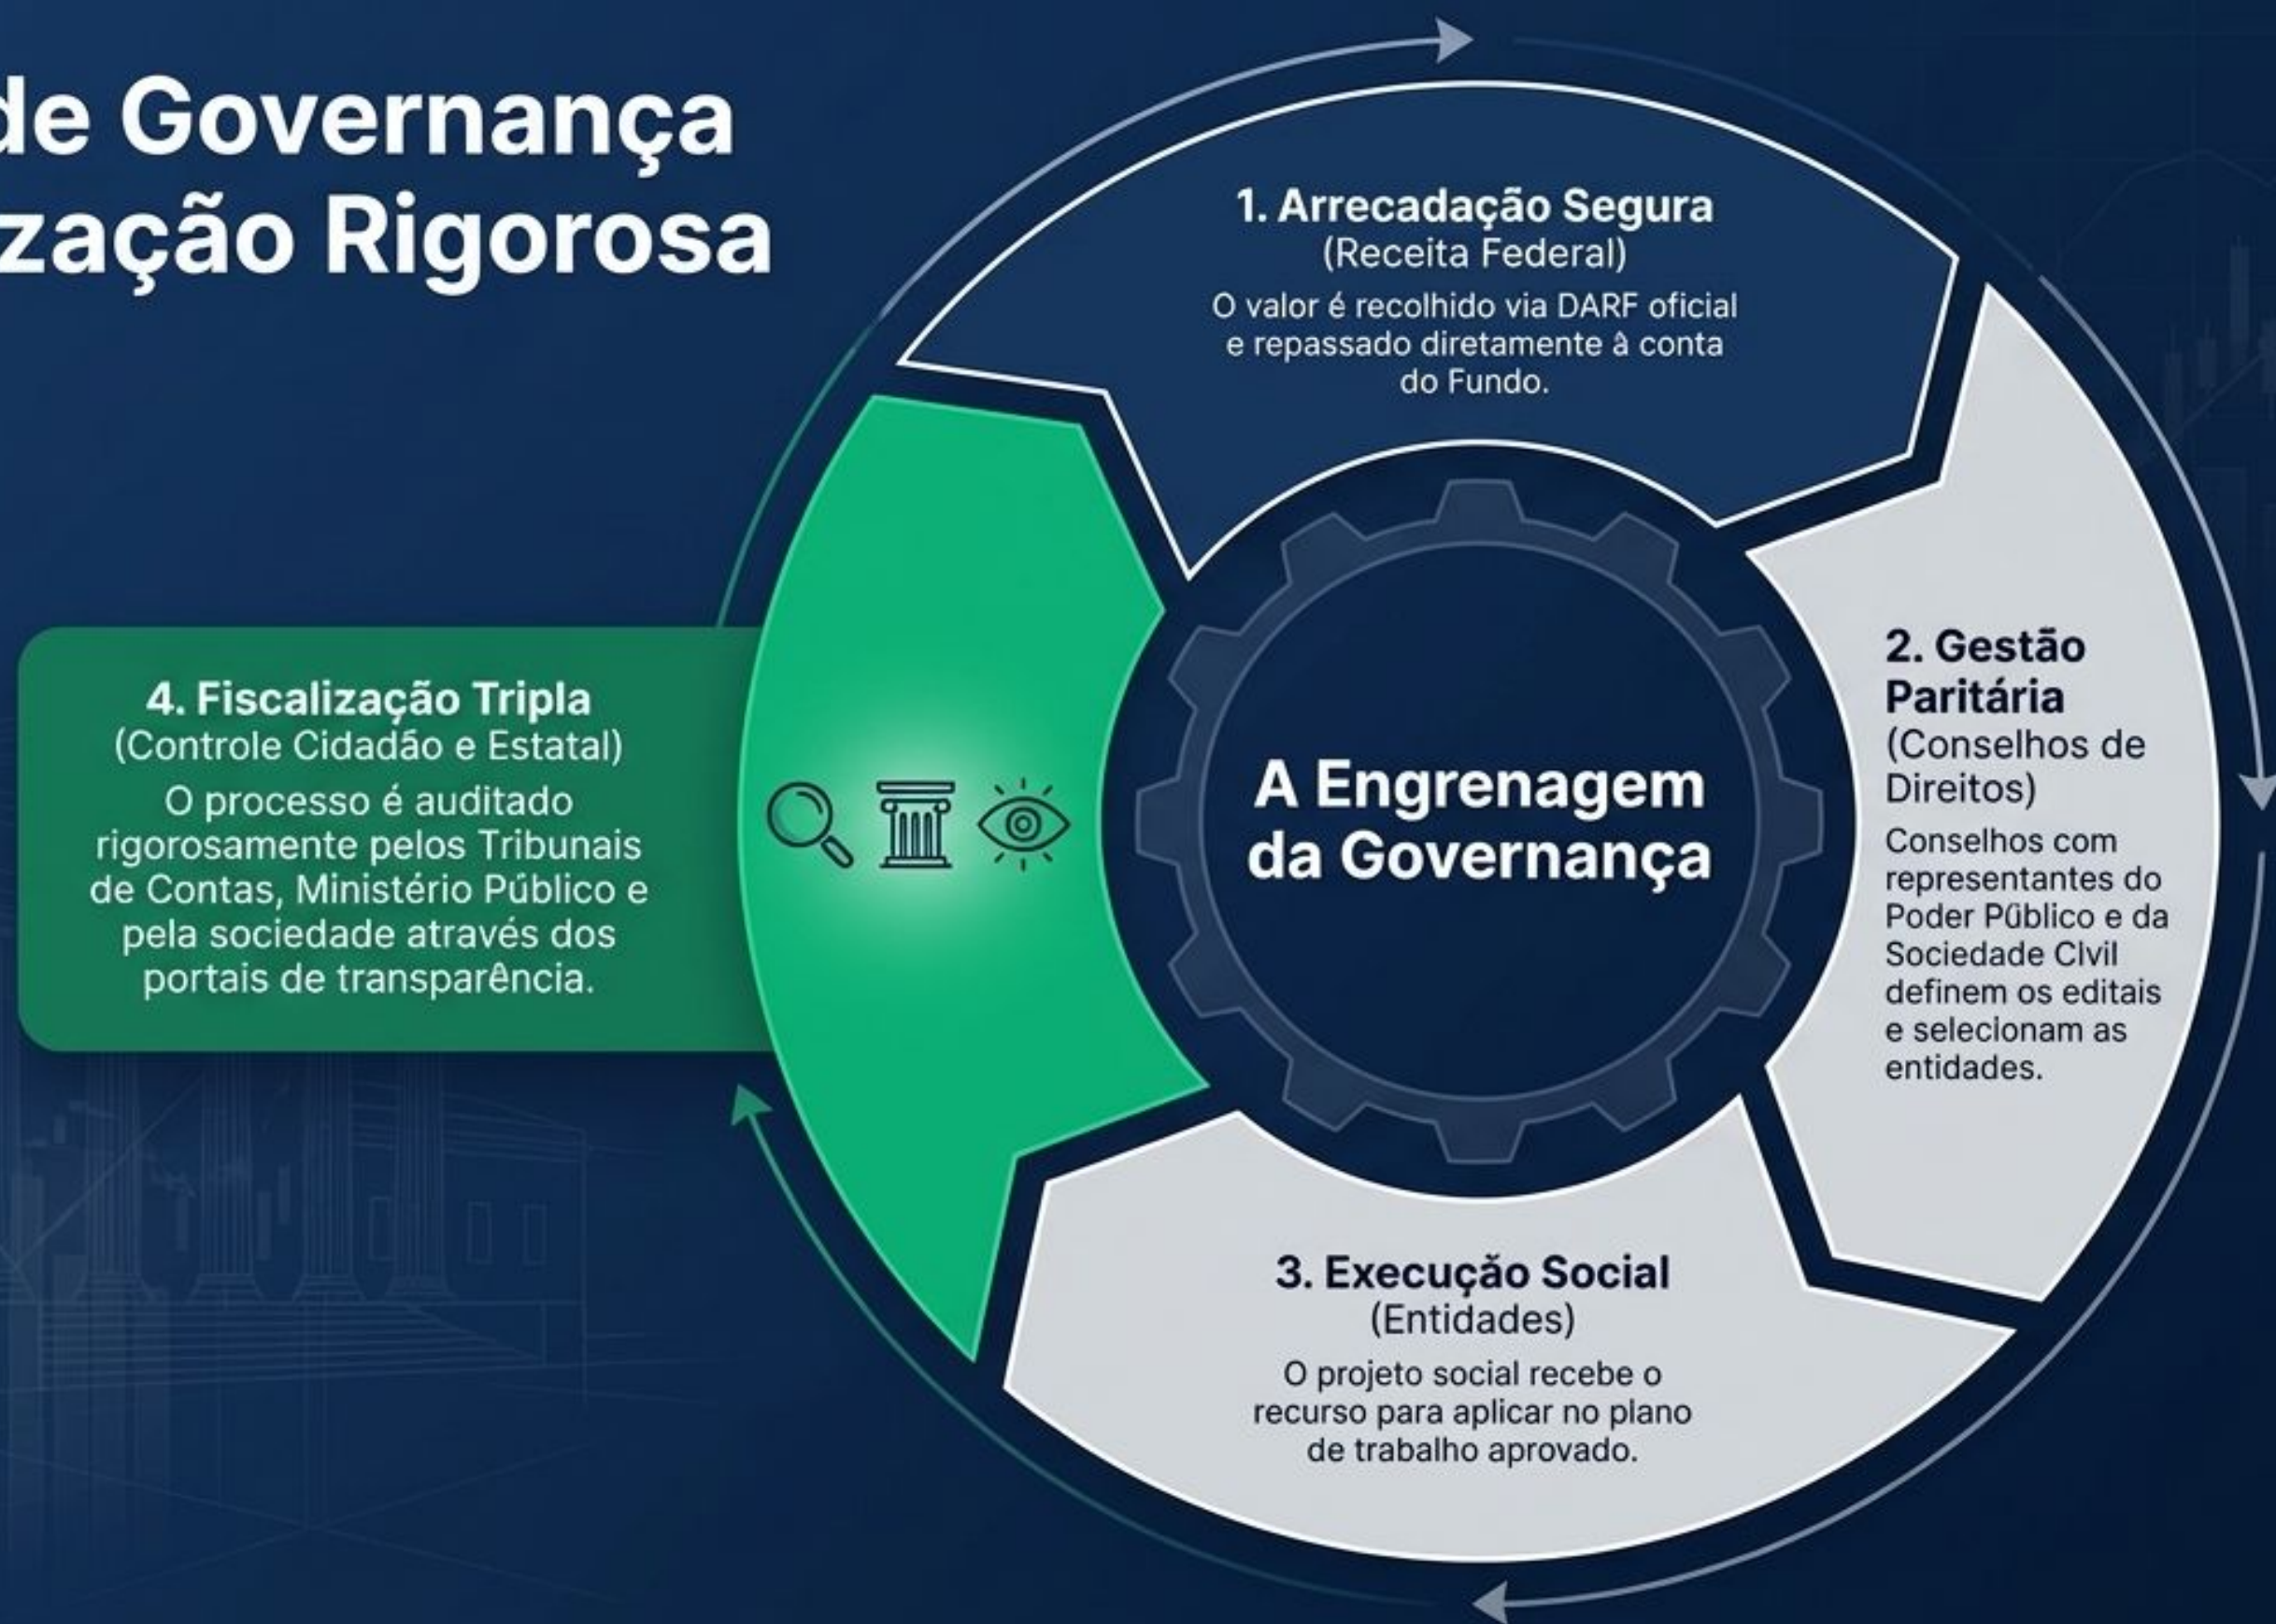 de Governança
zação Rigorosa
1. Arrecadação Segura
(Receita Federal)
O valor é recolhido via DARF oficial
e repassado diretamente à conta
do Fundo.
2. Gestão
Paritária
(Conselhos de
Direitos)
Conselhos com
representantes do
Poder Público e da
Sociedade CIvil
definem os editais
e selecionam as
entidades.
3. Execução Social
(Entidades)
O projeto social recebe o
recurso para aplicar no plano
de trabalho aprovado.
4. Fiscalização Tripla
(Controle Cidadão e Estatal)
O processo é auditado
rigorosamente pelos Tribunais
de Contas, Ministério Público e
pela sociedade através dos
portais de transparência.
A Engrenagem
da Governança